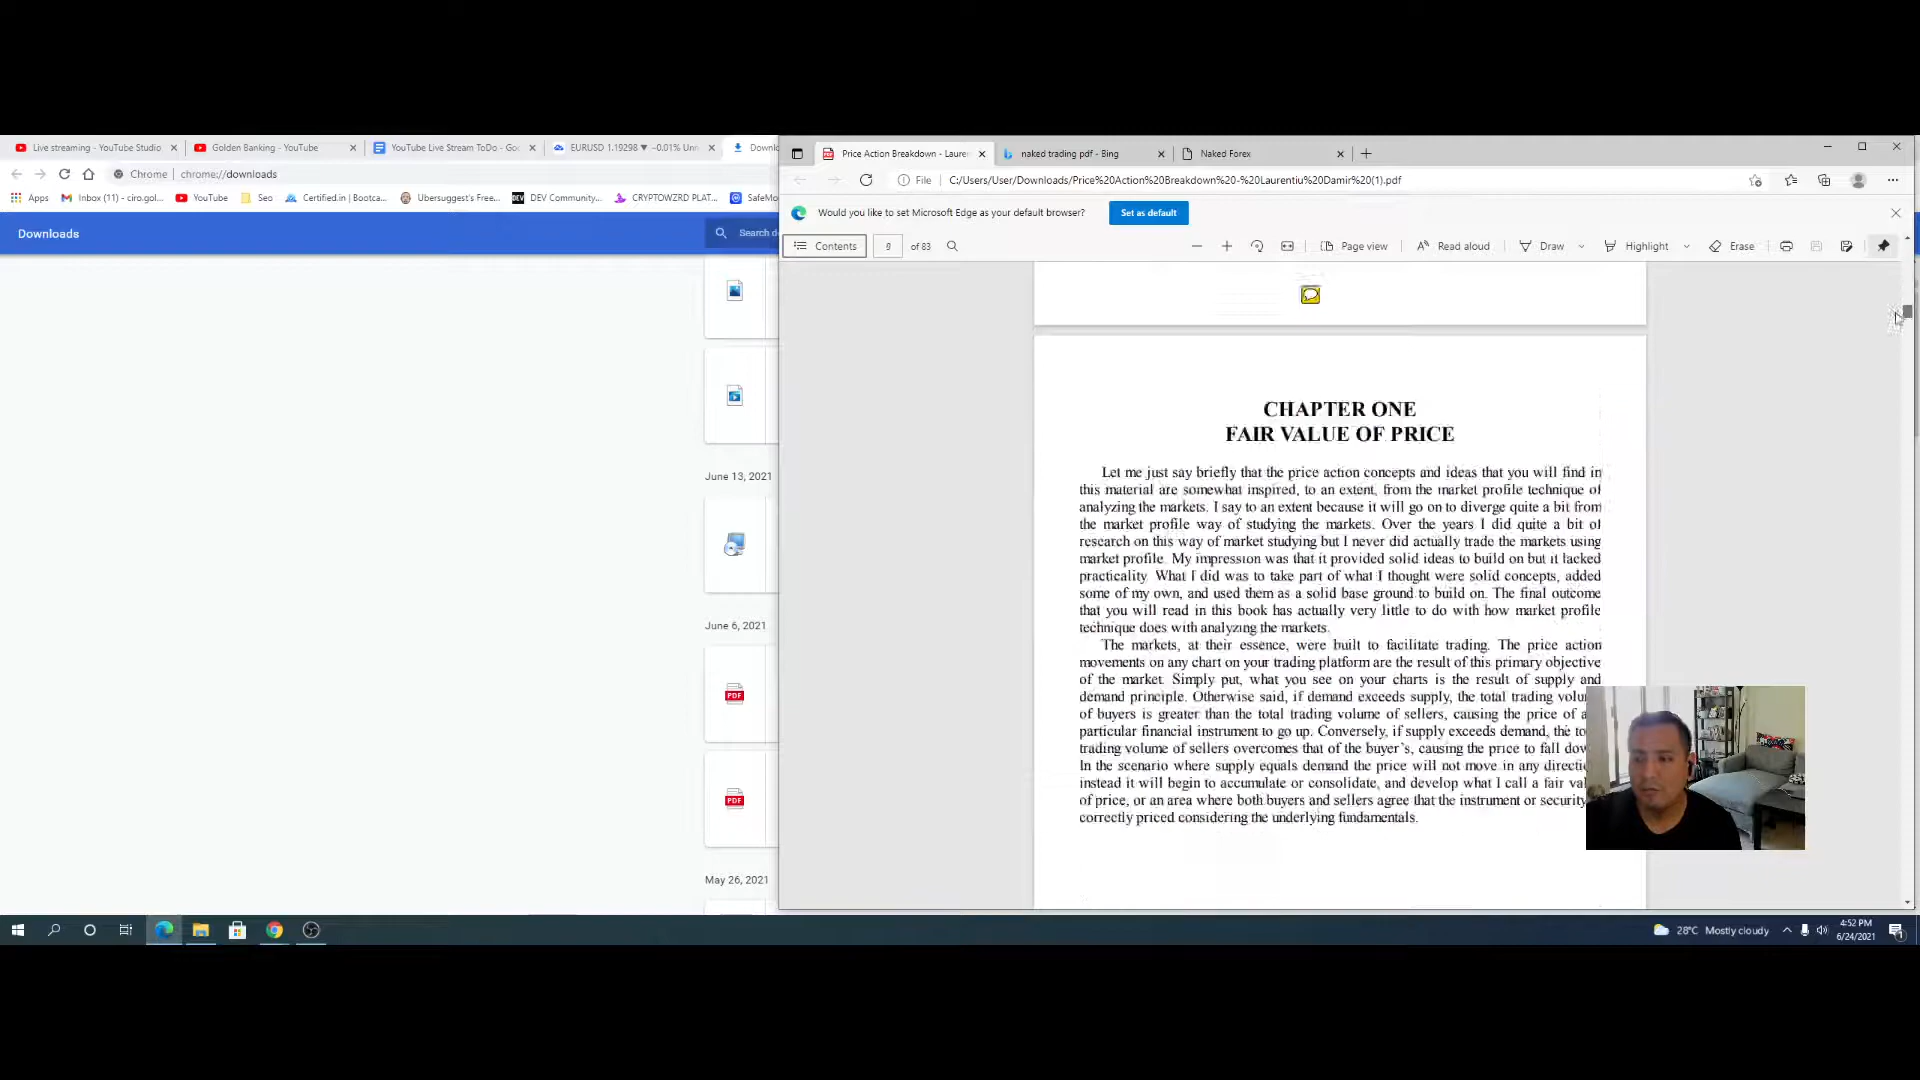 Live streaming - YouTube Studio
Golden Banking - YouTube
YouTube Live Stream ToDo - Go
EURUSD 1.19298 ▼ −0.01% Unn
Downl
Chrome | chrome://downloads
Apps
Inbox (11) - ciro.gol...
YouTube
Seo
Certified.in | Bootca...
Ubersuggest's Free...
DEV Community...
CRYPTOWZRD PLAT...
SafeMo
Downloads
Search d
June 13, 2021
June 6, 2021
PDF
PDF
May 26, 2021
Price Action Breakdown - Lauren
naked trading pdf - Bing
Naked Forex
File | C:/Users/User/Downloads/Price%20Action%20Breakdown%20-%20Laurentiu%20Damir%20(1).pdf
Would you like to set Microsoft Edge as your default browser?
Set as default
Contents
9 of 83
Page view
Read aloud
Draw
Highlight
Erase
CHAPTER ONE
FAIR VALUE OF PRICE
Let me just say briefly that the price action concepts and ideas that you will find in
this material are somewhat inspired, to an extent, from the market profile technique of
analyzing the markets. I say to an extent because it will go on to diverge quite a bit from
the market profile way of studying the markets. Over the years I did quite a bit of
research on this way of market studying but I never did actually trade the markets using
market profile. My impression was that it provided solid ideas to build on but it lacked
practicality. What I did was to take part of what I thought were solid concepts, added
some of my own, and used them as a solid base ground to build on. The final outcome
that you will read in this book has actually very little to do with how market profile
technique does with analyzing the markets.
The markets, at their essence, were built to facilitate trading. The price action
movements on any chart on your trading platform are the result of this primary objective
of the market. Simply put, what you see on your charts is the result of supply and
demand principle. Otherwise said, if demand exceeds supply, the total trading volu
of buyers is greater than the total trading volume of sellers, causing the price of a
particular financial instrument to go up. Conversely, if supply exceeds demand, the to
trading volume of sellers overcomes that of the buyer's, causing the price to fall dow
In the scenario where supply equals demand the price will not move in any directi
instead it will begin to accumulate or consolidate, and develop what I call a fair val
of price, or an area where both buyers and sellers agree that the instrument or security
correctly priced considering the underlying fundamentals.
28°C Mostly cloudy
4:52 PM
6/24/2021